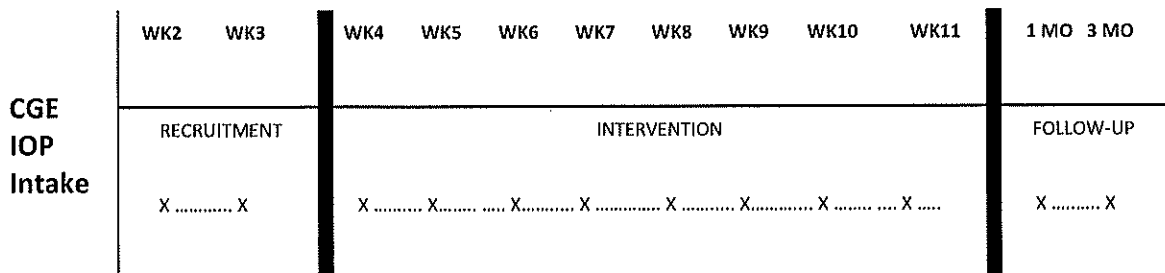 WK2 WK3 WK4 WK5 WK6 WK7 WK8 WK9 WK10 WK11 1 MO 3 MO
CGE
IOP
Intake
RECRUITMENT INTERVENTION FOLLOW-UP
X ............ X X .......... X........ ..... X........... X .............. X ........... X............. X ........ .... X ..... X .......... X